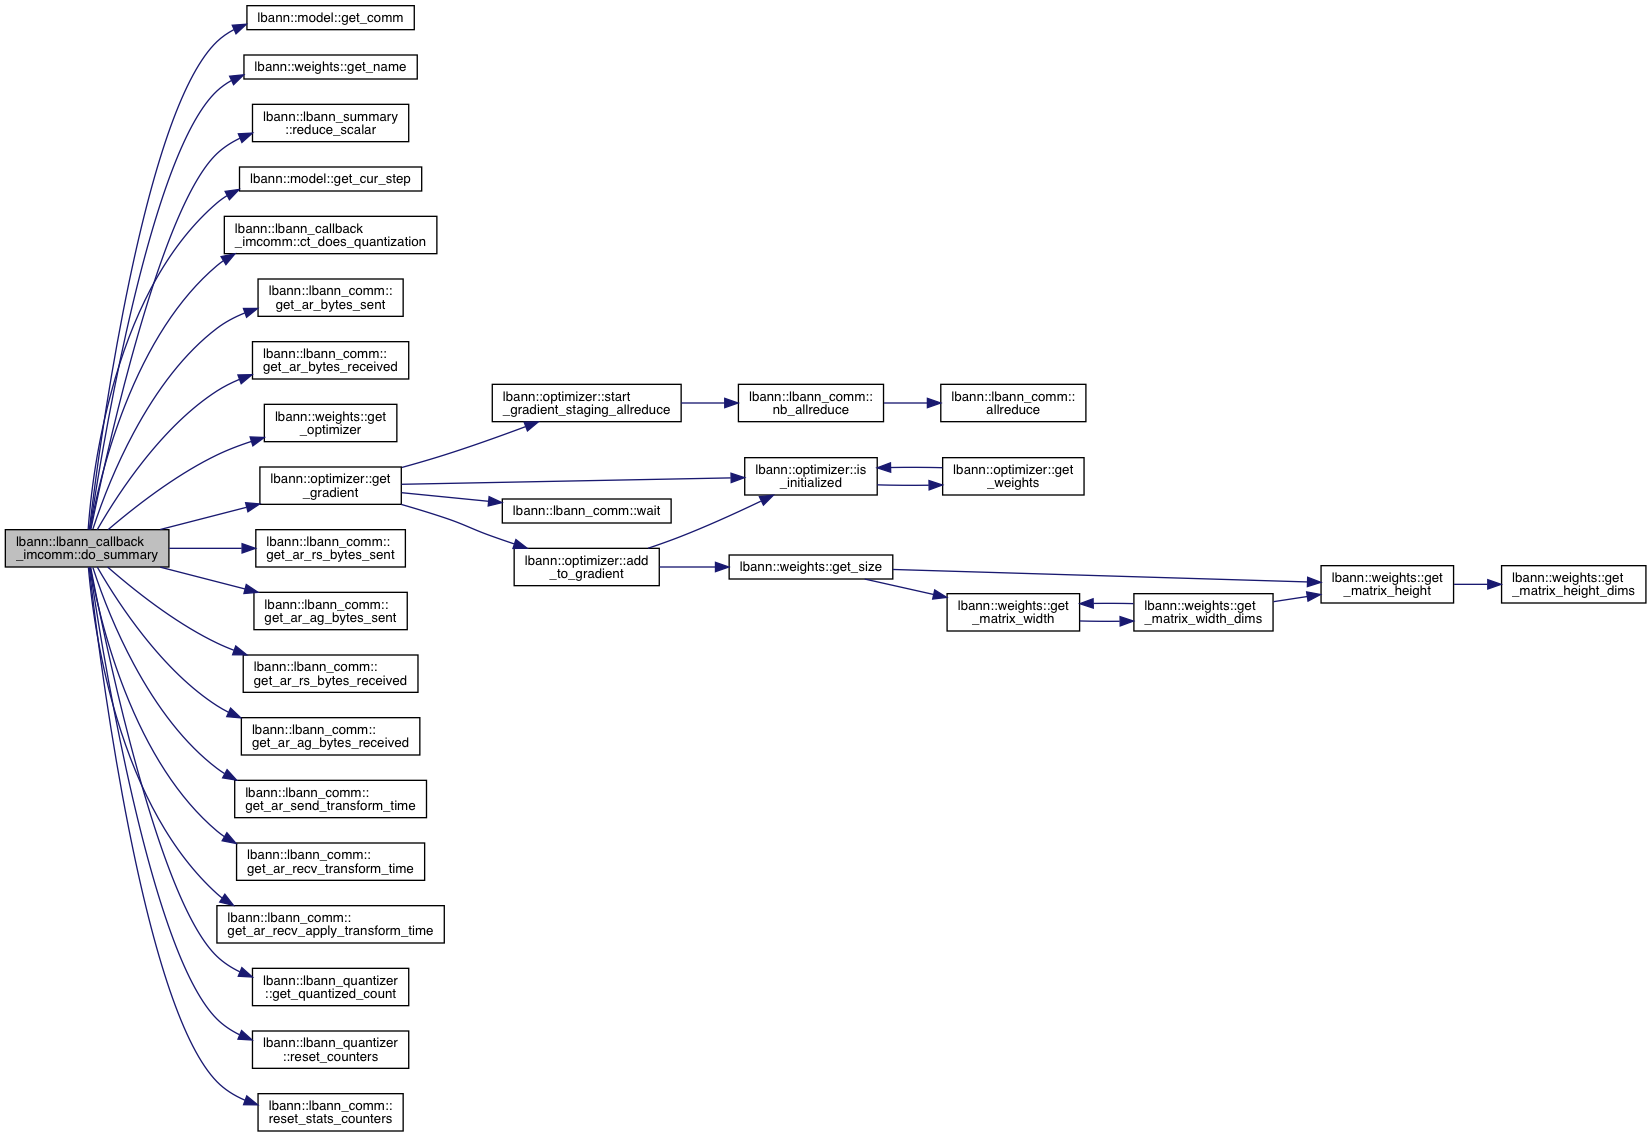 lbann::model::get_comm
lbann::weights::get_name
lbann::lbann_summary
::reduce_scalar
lbann::model::get_cur_step
lbann::lbann_callback
_imcomm::ct_does_quantization
lbann::lbann_comm::
get_ar_bytes_sent
lbann::lbann_comm::
get_ar_bytes_received
lbann::weights::get
_optimizer
lbann::optimizer::get
_gradient
lbann::optimizer::start
_gradient_staging_allreduce
lbann::lbann_comm::
nb_allreduce
lbann::lbann_comm::
allreduce
lbann::optimizer::is
_initialized
lbann::optimizer::get
_weights
lbann::lbann_comm::wait
lbann::optimizer::add
_to_gradient
lbann::weights::get_size
lbann::weights::get
_matrix_width
lbann::weights::get
_matrix_width_dims
lbann::weights::get
_matrix_height
lbann::weights::get
_matrix_height_dims
lbann::lbann_callback
_imcomm::do_summary
lbann::lbann_comm::
get_ar_rs_bytes_sent
lbann::lbann_comm::
get_ar_ag_bytes_sent
lbann::lbann_comm::
get_ar_rs_bytes_received
lbann::lbann_comm::
get_ar_ag_bytes_received
lbann::lbann_comm::
get_ar_send_transform_time
lbann::lbann_comm::
get_ar_recv_transform_time
lbann::lbann_comm::
get_ar_recv_apply_transform_time
lbann::lbann_quantizer
::get_quantized_count
lbann::lbann_quantizer
::reset_counters
lbann::lbann_comm::
reset_stats_counters